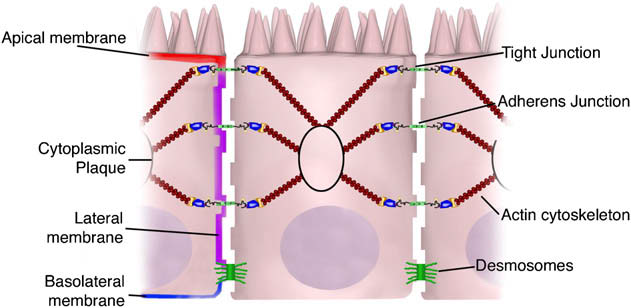 Apical membrane
Tight Junction
Adherens Junction
Cytoplasmic
Plaque
Lateral
membrane
Actin cytoskeleton
Desmosomes
Basolateral
membrane